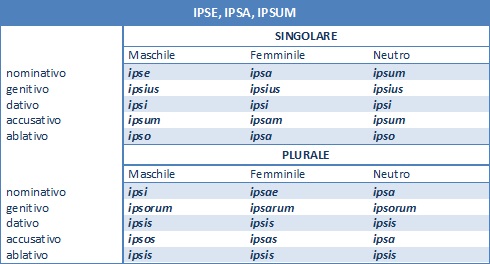 IPSE, IPSA, IPSUM
SINGOLARE
Maschile Femminile Neutro
nominativo ipse ipsa ipsum
genitivo ipsius ipsius ipsius
dativo ipsi ipsi ipsi
accusativo ipsum ipsam ipsum
ablativo ipso ipsa ipso
PLURALE
Maschile Femminile Neutro
nominativo ipsi ipsae ipsa
genitivo ipsorum ipsarum ipsorum
dativo ipsis ipsis ipsis
accusativo ipsos ipsas ipsa
ablativo ipsis ipsis ipsis